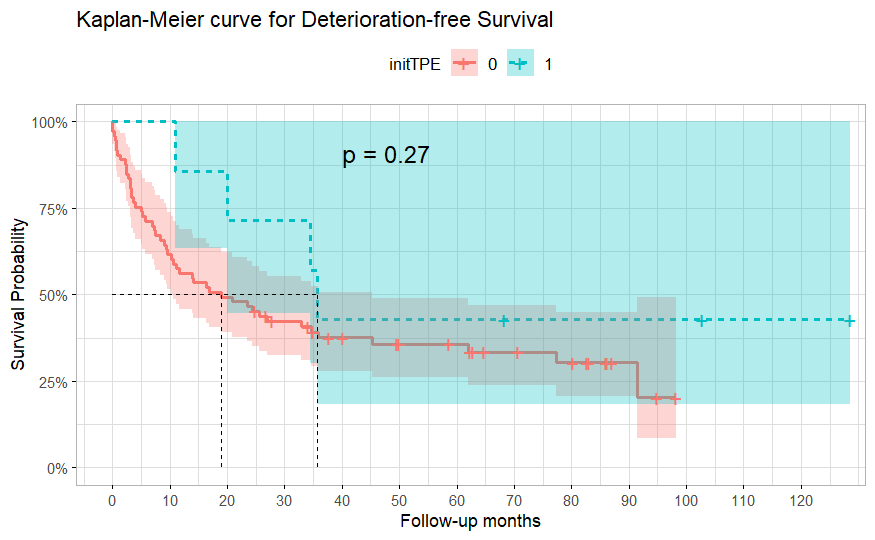 Kaplan-Meier curve for Deterioration-free Survival
initTPE 0 1
100%
75%
50%
25%
0%
Survival Probability
p = 0.27
0 10 20 30 40 50 60 70 80 90 100 110 120
Follow-up months